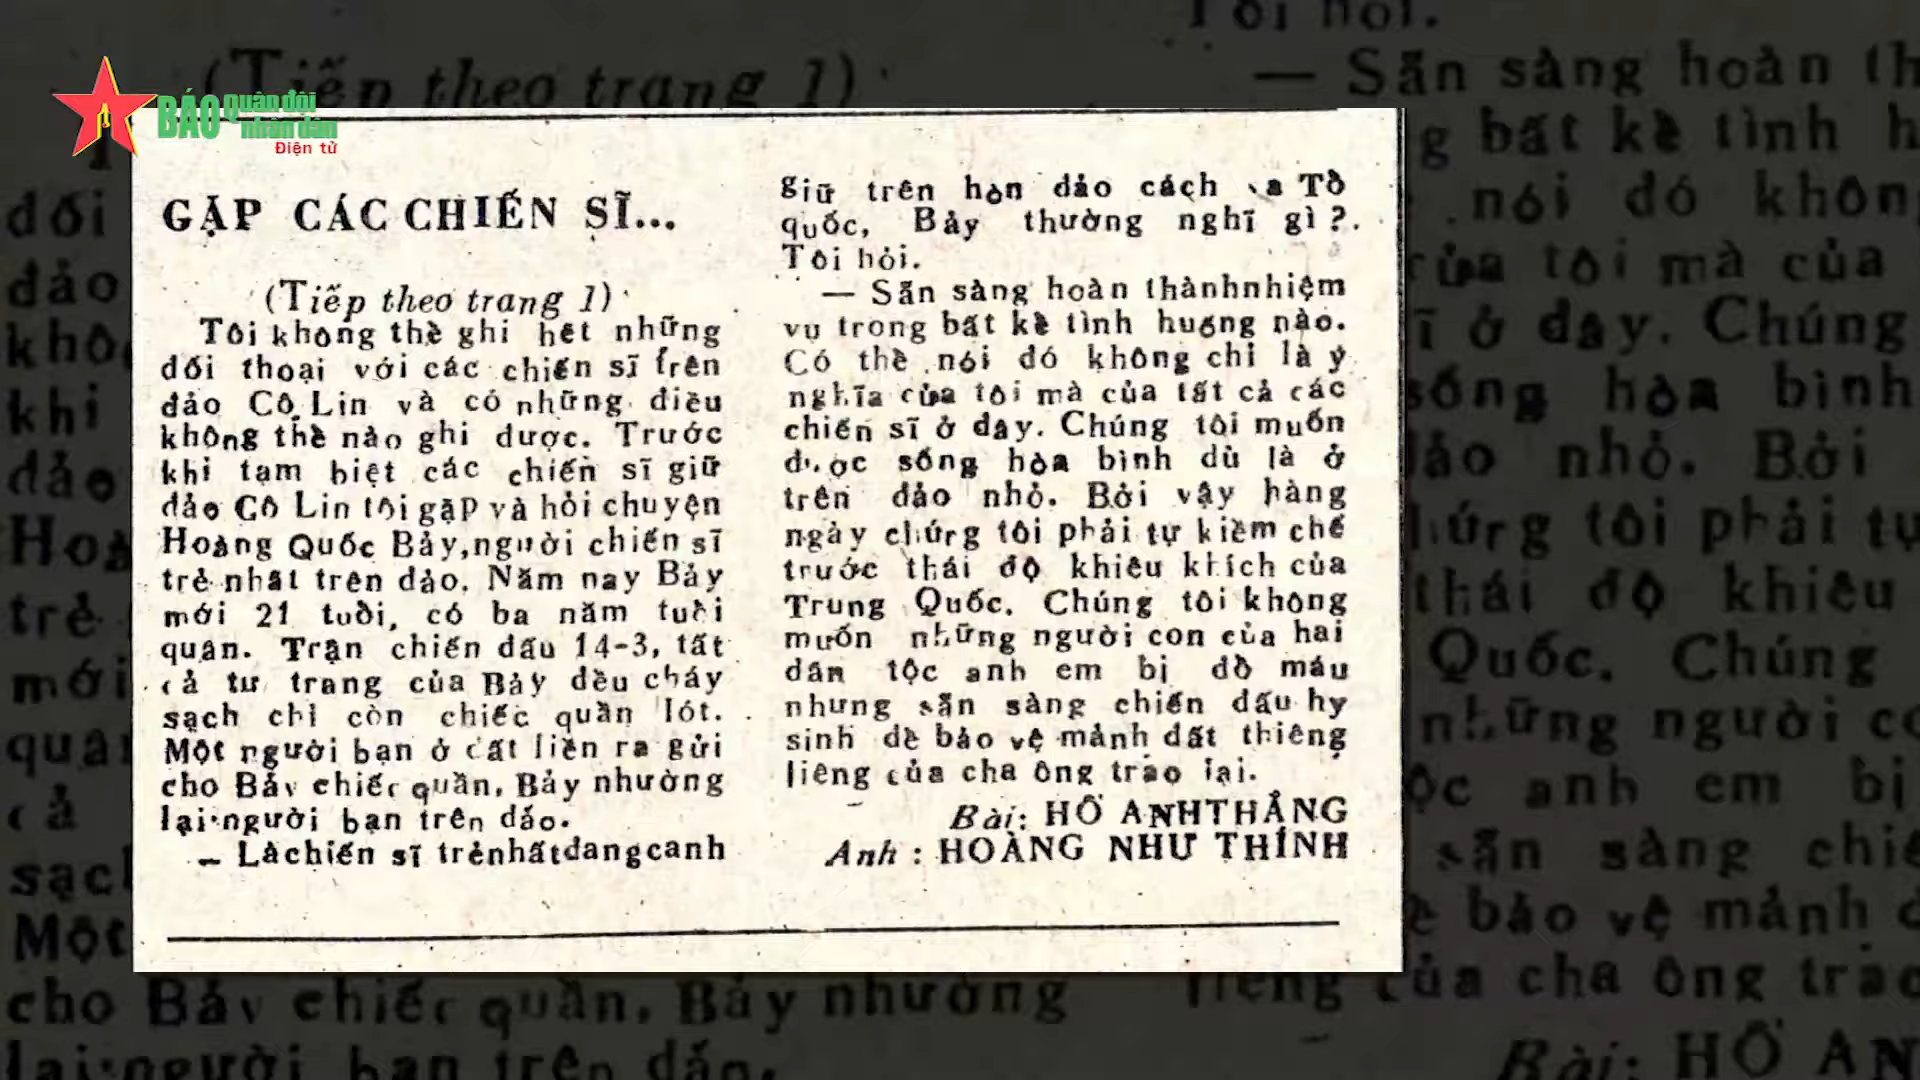 BÁO Quân đội
nhân dân
Điện tử
GẶP CÁC CHIẾN SĨ...
(Tiếp theo trang 1)
Tôi không thể ghi hết những
đối thoại với các chiến sĩ trên
đảo Cô Lin và có những điều
không thể nào ghi được. Trước
khi tạm biệt các chiến sĩ giữ
đảo Cô Lin tôi gặp và hỏi chuyện
Hoàng Quốc Bảy, người chiến sĩ
trẻ nhất trên đảo. Năm nay Bảy
mới 21 tuổi, có ba năm tuổi
quân. Trận chiến đấu 14-3, tất
cả tư trang của Bảy đều cháy
sạch chỉ còn chiếc quần lót.
Một người bạn ở đất liền ra gửi
cho Bảy chiếc quần, Bảy nhường
lại người bạn trên đảo.
— Là chiến sĩ trẻ nhất đang canh
giữ trên hòn đảo cách xa Tổ
quốc, Bảy thường nghĩ gì?
Tôi hỏi.
— Sẵn sàng hoàn thành nhiệm
vụ trong bất kể tình huống nào.
Có thể nói đó không chỉ là ý
nghĩa của tôi mà của tất cả các
chiến sĩ ở đây. Chúng tôi muốn
được sống hòa bình dù là ở
trên đảo nhỏ. Bởi vậy hàng
ngày chúng tôi phải tự kiềm chế
trước thái độ khiêu khích của
Trung Quốc. Chúng tôi không
muốn những người con của hai
dân tộc anh em bị đổ máu
nhưng sẵn sàng chiến đấu hy
sinh để bảo vệ mảnh đất thiêng
liêng của cha ông trao lại.
Bài: HỒ ANH THẮNG
Ảnh: HOÀNG NHƯ THÍNH